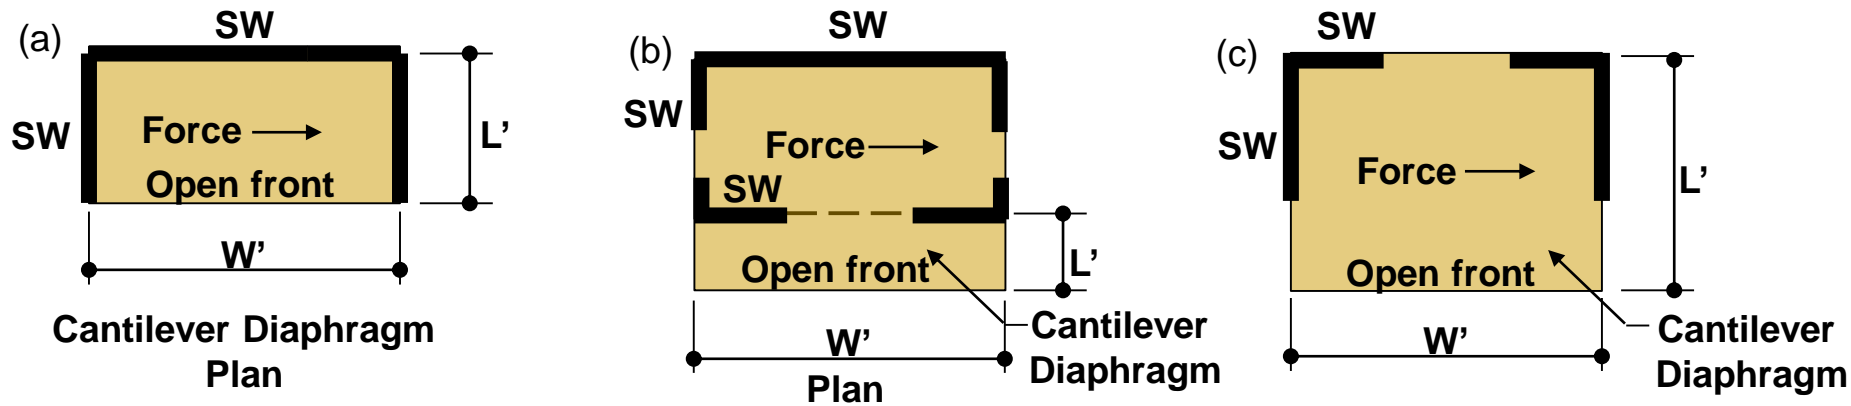 (a)
SW
SW
Force
Open front
L’
W’
Cantilever Diaphragm
Plan
(b)
SW
SW
Force
SW
Open front
L’
W’
Plan
Cantilever
Diaphragm
(c)
SW
SW
Force
Open front
L’
W’
Cantilever
Diaphragm